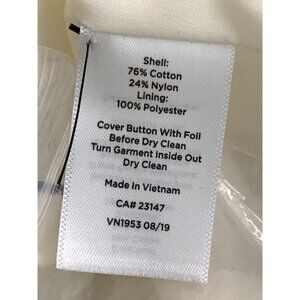 Shell:
76% Cotton
24% Nylon
Lining:
100% Polyester
Cover Button With Foil
Before Dry Clean
Turn Garment Inside Out
Dry Clean
Made In Vietnam
CA# 23147
VN1953 08/19